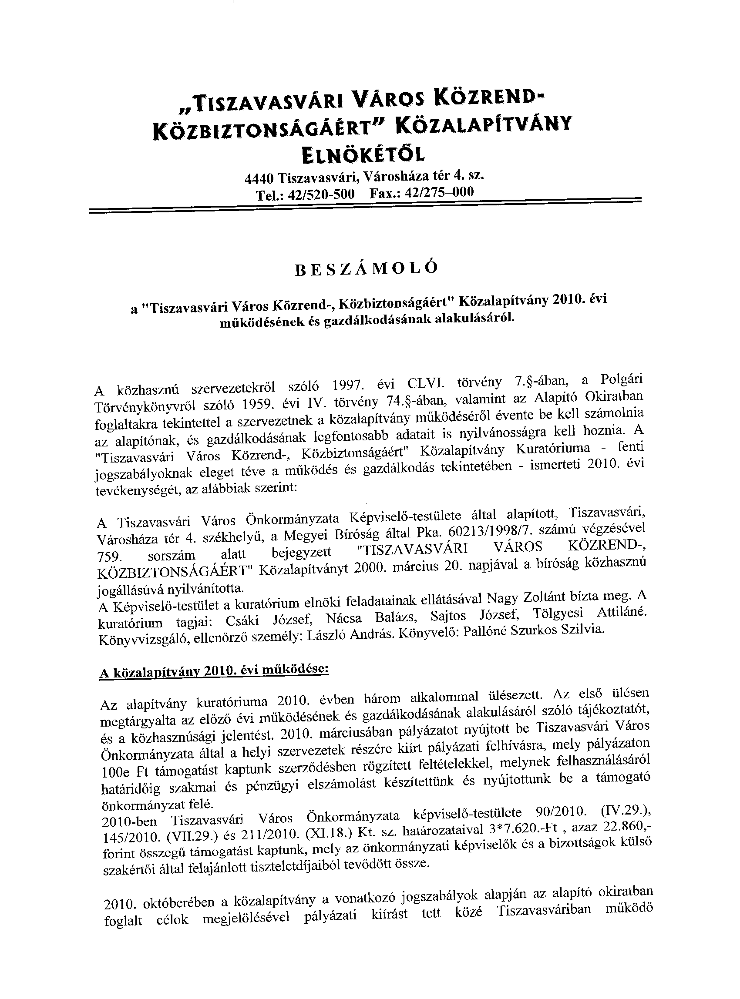 „TISZAVASVÁRI VÁROS KÖZREND-
KÖZBIZTONSÁGÁÉRT” KÖZALAPÍTVÁNY
ELNÖKÉTŐL
4440 Tiszavasvári, Városháza tér 4. sz.
Tel.: 42/520-500 Fax.: 42/275–000
B E S Z Á M O L Ó
a "Tiszavasvári Város Közrend-, Közbiztonságáért" Közalapítvány 2010. évi
működésének és gazdálkodásának alakulásáról.
A közhasznú szervezetekről szóló 1997. évi CLVI. törvény 7.§-ában, a Polgári
Törvénykönyvről szóló 1959. évi IV. törvény 74.§-ában, valamint az Alapító Okiratban
foglaltakra tekintettel a szervezetnek a közalapítvány működéséről évente be kell számolnia
az alapítónak, és gazdálkodásának legfontosabb adatait is nyilvánosságra kell hoznia. A
"Tiszavasvári Város Közrend-, Közbiztonságáért" Közalapítvány Kuratóriuma - fenti
jogszabályoknak eleget téve a működés és gazdálkodás tekintetében - ismerteti 2010. évi
tevékenységét, az alábbiak szerint:
A Tiszavasvári Város Önkormányzata Képviselő-testülete által alapított, Tiszavasvári,
Városháza tér 4. székhelyű, a Megyei Bíróság által Pka. 60213/1998/7. számú végzésével
759. sorszám alatt bejegyzett "TISZAVASVÁRI VÁROS KÖZREND-,
KÖZBIZTONSÁGÁÉRT" Közalapítványt 2000. március 20. napjával a bíróság közhasznú
jogállásúvá nyilvánította.
A Képviselő-testület a kuratórium elnöki feladatainak ellátásával Nagy Zoltánt bízta meg. A
kuratórium tagjai: Csáki József, Nácsa Balázs, Sajtos József, Tölgyesi Attiláné.
Könyvvizsgáló, ellenőrző személy: László András. Könyvelő: Pallóné Szurkos Szilvia.
A közalapítvány 2010. évi működése:
Az alapítvány kuratóriuma 2010. évben három alkalommal ülésezett. Az első ülésen
megtárgyalta az előző évi működésének és gazdálkodásának alakulásáról szóló tájékoztatót,
és a közhasznúsági jelentést. 2010. márciusában pályázatot nyújtott be Tiszavasvári Város
Önkormányzata által a helyi szervezetek részére kiírt pályázati felhívásra, mely pályázaton
100e Ft támogatást kaptunk szerződésben rögzített feltételekkel, melynek felhasználásáról
határidőig szakmai és pénzügyi elszámolást készítettünk és nyújtottunk be a támogató
önkormányzat felé.
2010-ben Tiszavasvári Város Önkormányzata képviselő-testülete 90/2010. (IV.29.),
145/2010. (VII.29.) és 211/2010. (XI.18.) Kt. sz. határozataival 3*7.620.-Ft , azaz 22.860,-
forint összegű támogatást kaptunk, mely az önkormányzati képviselők és a bizottságok külső
szakértői által felajánlott tiszteletdíjaiból tevődött össze.
2010. októberében a közalapítvány a vonatkozó jogszabályok alapján az alapító okiratban
foglalt célok megjelölésével pályázati kiírást tett közé Tiszavasváriban működő